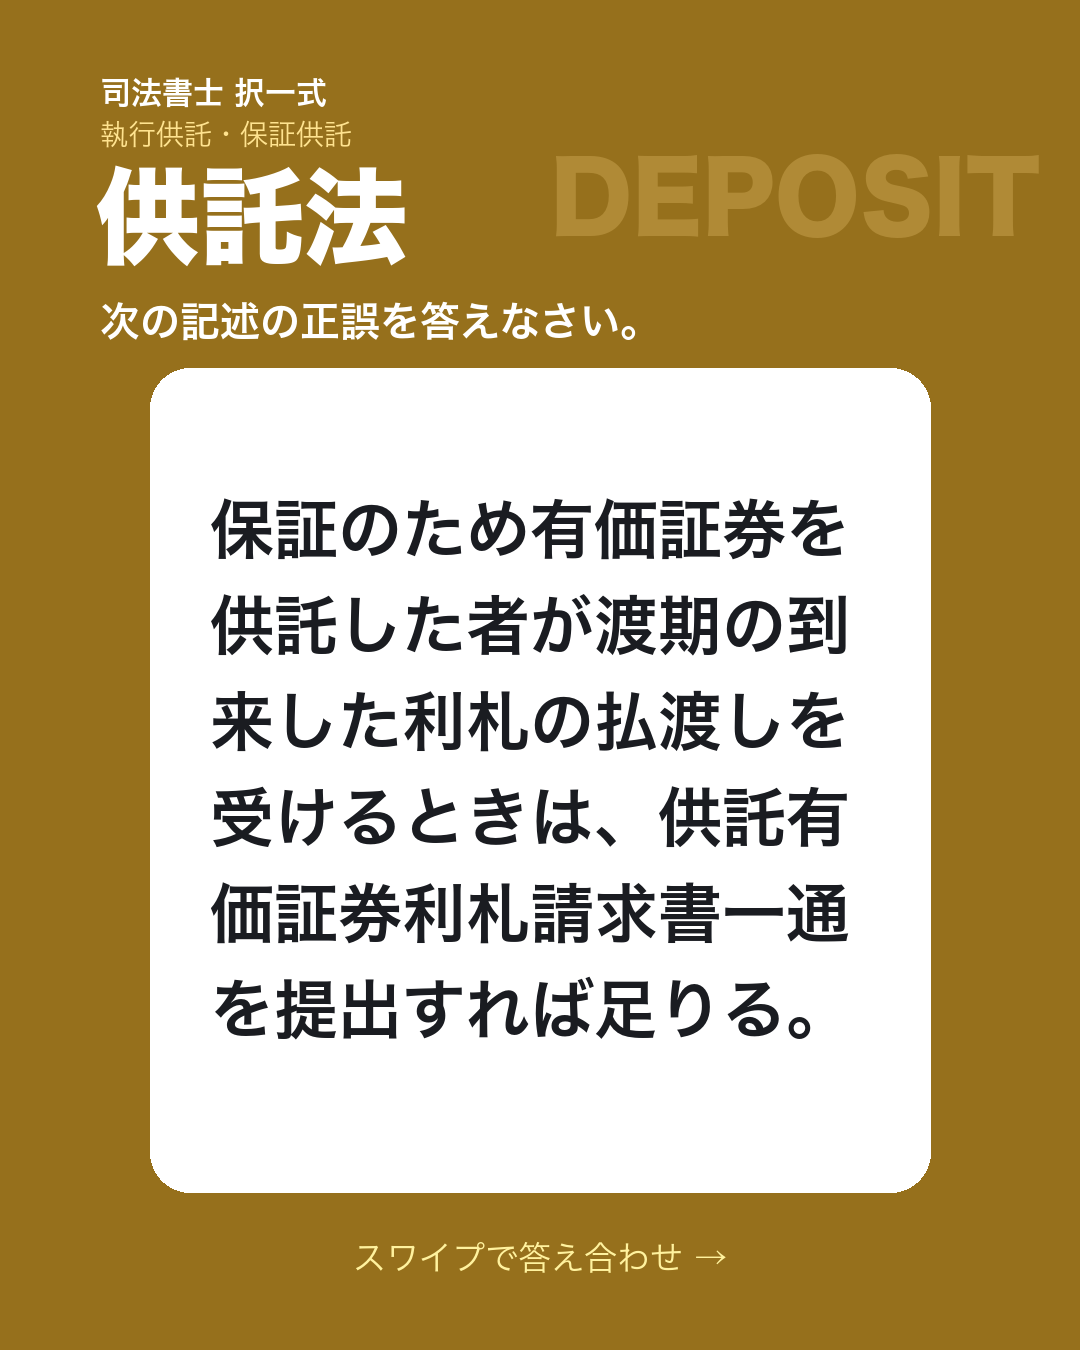 司法書士 択一式
執行供託・保証供託
供託法
DEPOSIT
次の記述の正誤を答えなさい。
保証のため有価証券を
供託した者が渡期の到
来した利札の払渡しを
受けるときは、供託有
価証券利札請求書一通
を提出すれば足りる。
スワイプで答え合わせ →